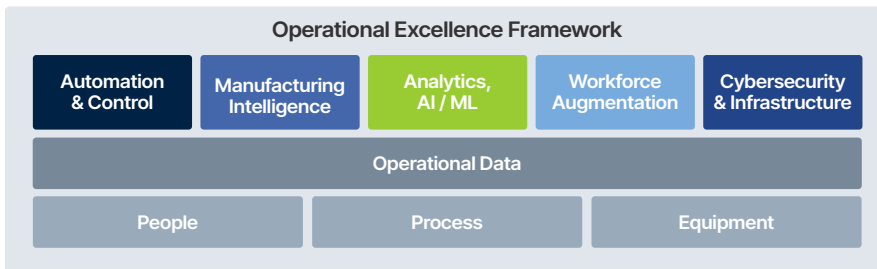 Operational Excellence Framework
Automation
& Control
Manufacturing
Intelligence
Analytics,
AI / ML
Workforce
Augmentation
Cybersecurity
& Infrastructure
Operational Data
People
Process
Equipment